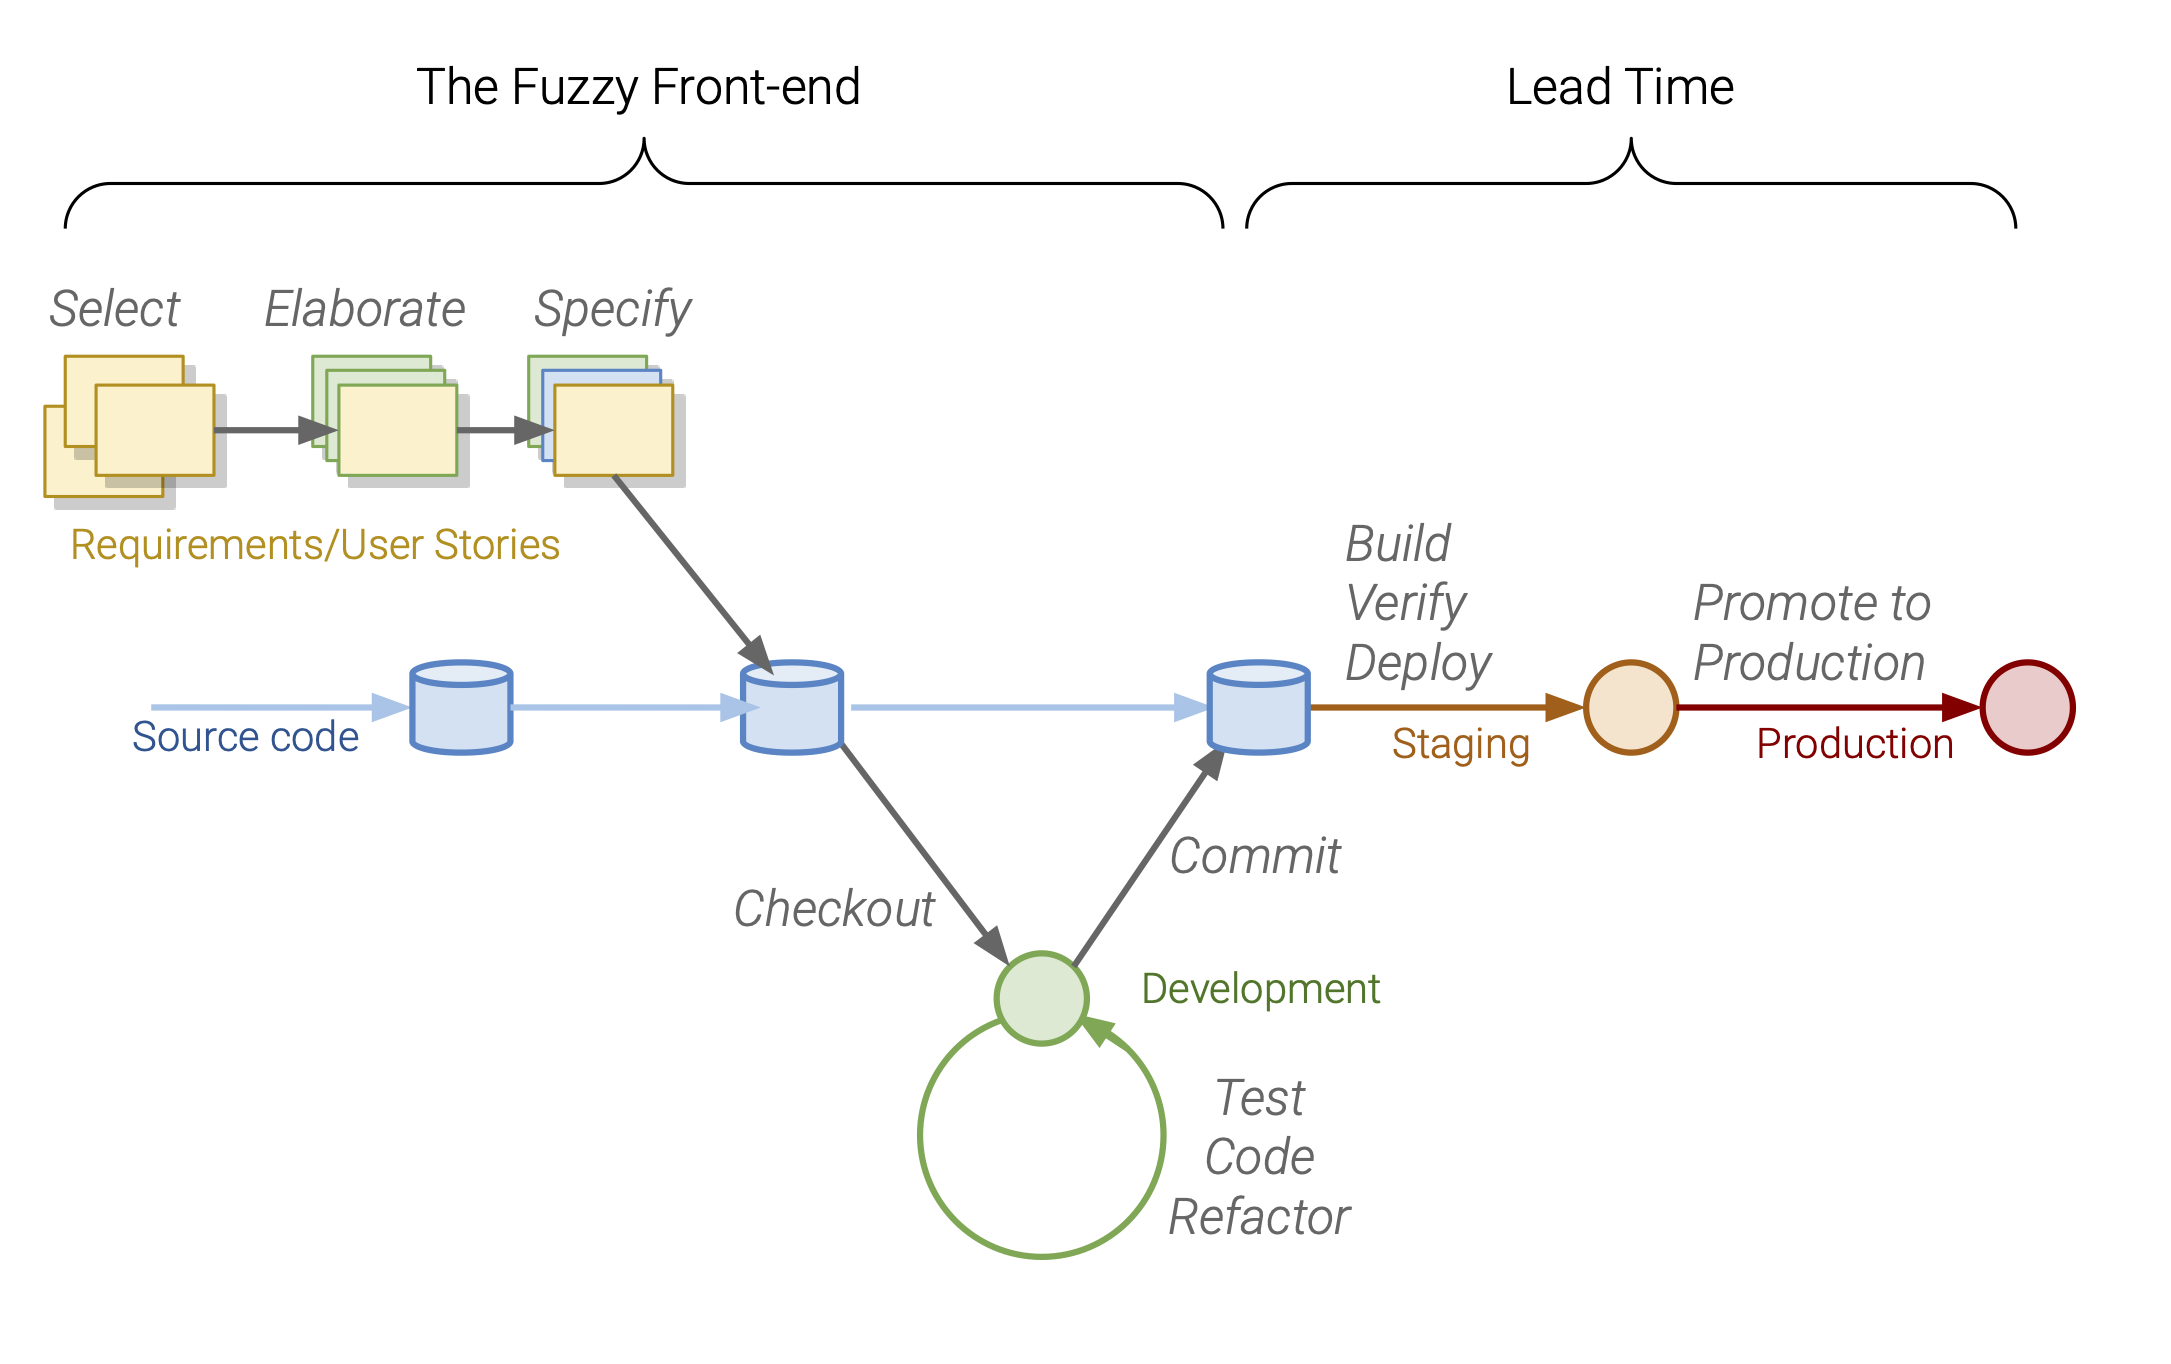 The Fuzzy Front-end
Lead Time
Select
Elaborate
Specify
Requirements/User Stories
Build
Verify
Deploy
Promote to
Production
Source code
Staging
Production
Commit
Checkout
Development
Test
Code
Refactor